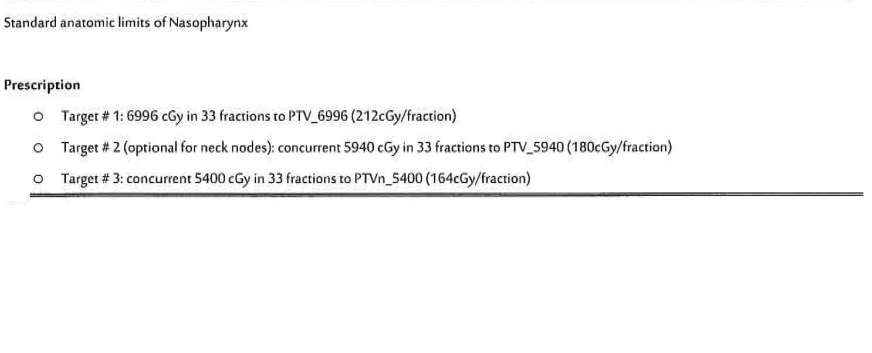 Standard anatomic limits of Nasopharynx
Prescription
o Target # 1: 6996 cGy in 33 fractions to PTV_6996 (212cGy/fraction)
o Target # 2 (optional for neck nodes): concurrent 5940 cGy in 33 fractions to PTV_5940 (180cGy/fraction)
o Target # 3: concurrent 5400 cGy in 33 fractions to PTVn_5400 (164cGy/fraction)